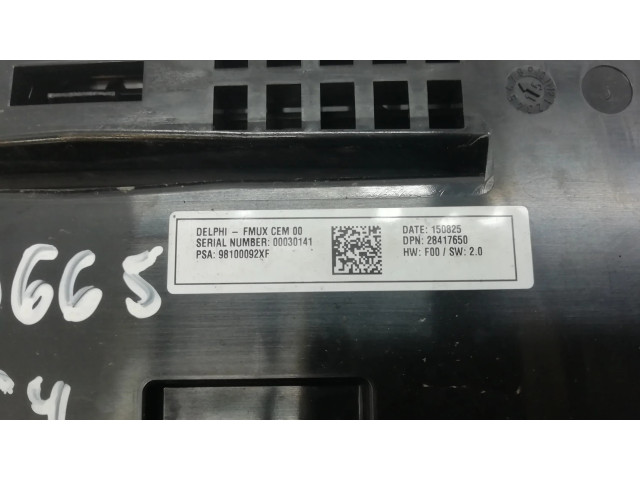 DELPHI - FMUX CEM 00
SERIAL NUMBER: 00030141
PSA: 98100092XF
DATE: 150825
DPN: 28417650
HW: F00 / SW: 2.0
665
4